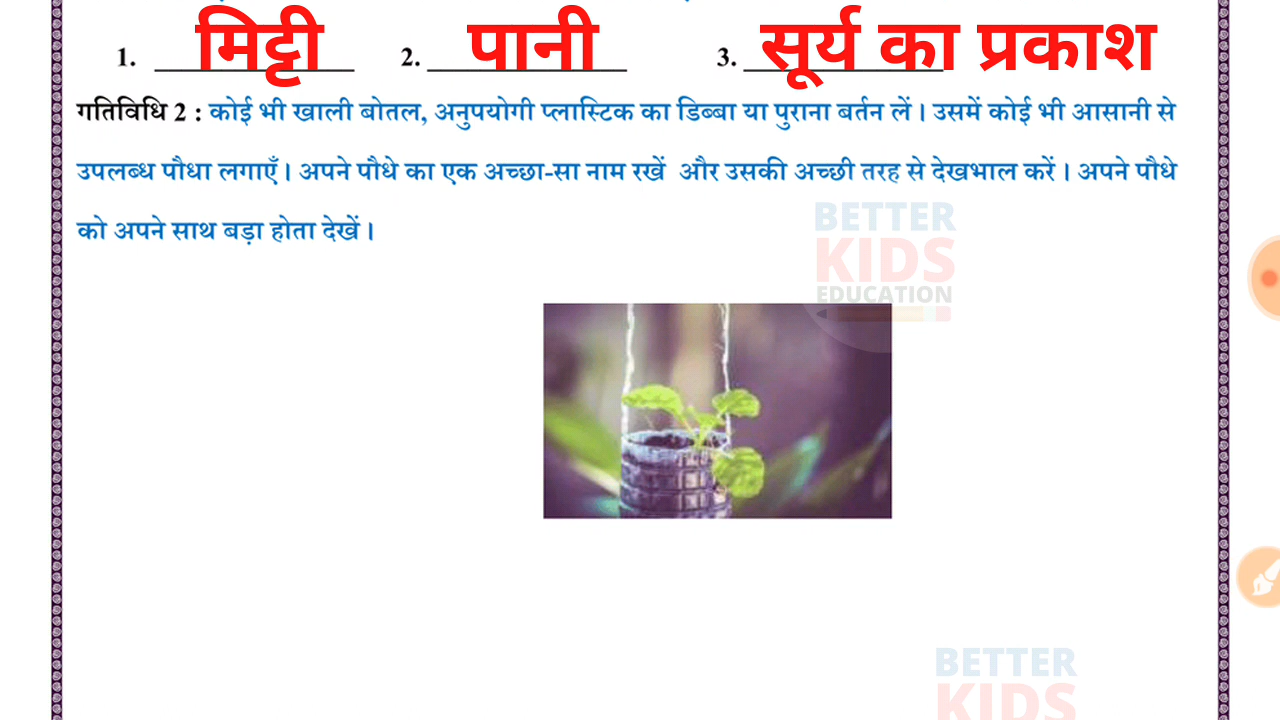 1. मिट्टी 2. पानी 3. सूर्य का प्रकाश
गतिविधि 2 : कोई भी खाली बोतल, अनुपयोगी प्लास्टिक का डिब्बा या पुराना बर्तन लें। उसमें कोई भी आसानी से
उपलब्ध पौधा लगाएँ। अपने पौधे का एक अच्छा-सा नाम रखें और उसकी अच्छी तरह से देखभाल करें। अपने पौधे
को अपने साथ बड़ा होता देखें।
BETTER
KIDS
EDUCATION
BETTER
KIDS